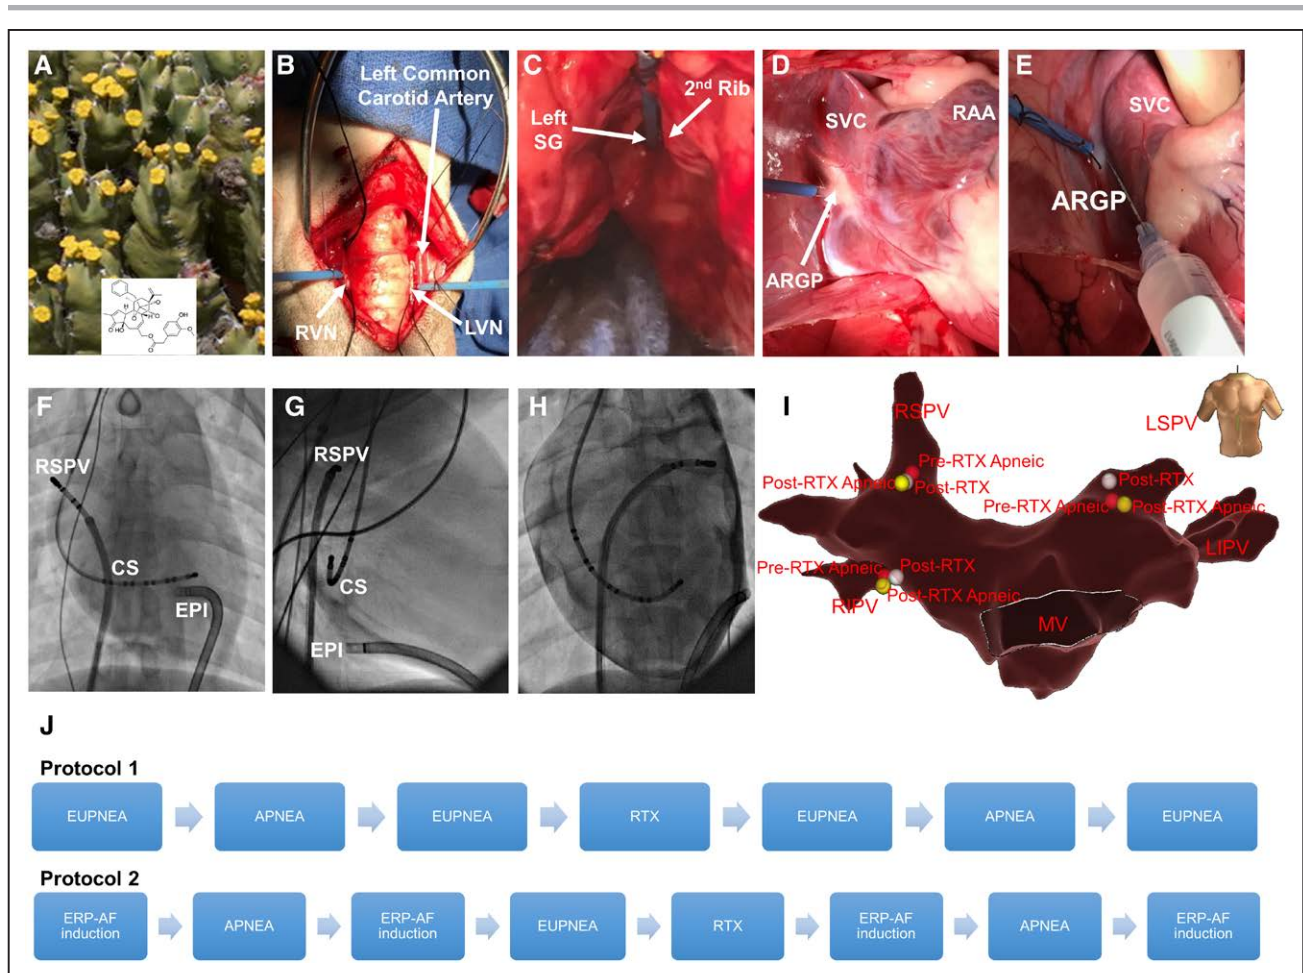 A
B
Left Common
Carotid Artery
RVN
LVN
C
2nd Rib
Left
SG
D
SVC
RAA
ARGP
E
SVC
ARGP
H
O
O
O
H
HO
O
O
OH
O
F
RSPV
CS
EPI
G
RSPV
CS
EPI
H
I
RSPV
LSPV
Pre-RTX Apneic
Post-RTX Apneic
Post-RTX
Post-RTX
Pre-RTX Apneic
Post-RTX Apneic
LIPV
Pre-RTX Apneic
Post-RTX
Post-RTX Apneic
RIPV
MV
J
Protocol 1
EUPNEA
APNEA
EUPNEA
RTX
EUPNEA
APNEA
EUPNEA
Protocol 2
ERP-AF
induction
APNEA
ERP-AF
induction
EUPNEA
RTX
ERP-AF
induction
APNEA
ERP-AF
induction